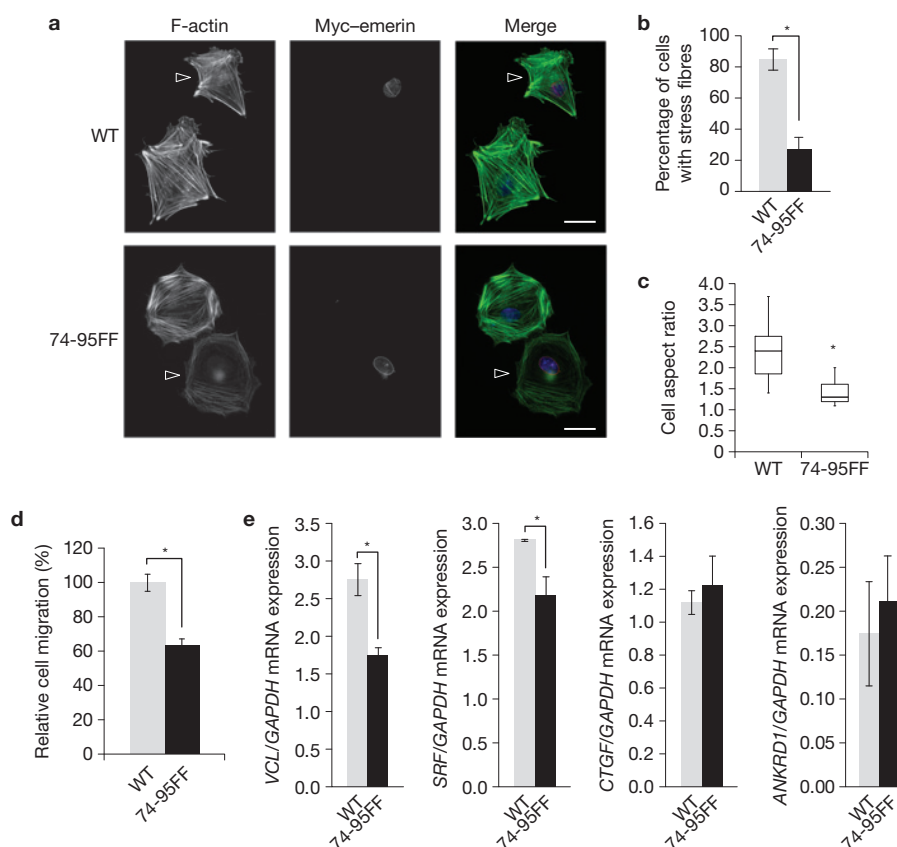 a
F-actin
Myc–emerin
Merge
WT
74-95FF
b
Percentage of cells
with stress fibres
100
80
60
40
20
0
*
WT
74-95FF
c
Cell aspect ratio
4.0
3.5
3.0
2.5
2.0
1.5
1.0
0.5
0
*
WT
74-95FF
d
Relative cell migration (%)
120
100
80
60
40
20
0
*
WT
74-95FF
e
VCL/GAPDH mRNA expression
3.5
3.0
2.5
2.0
1.5
1.0
0.5
0.0
*
WT
74-95FF
SRF/GAPDH mRNA expression
3.0
2.5
2.0
1.5
1.0
0.5
0.0
*
WT
74-95FF
CTGF/GAPDH mRNA expression
1.6
1.4
1.2
1.0
0.8
0.6
0.4
0.2
0.0
WT
74-95FF
ANKRD1/GAPDH mRNA expression
0.30
0.25
0.20
0.15
0.10
0.05
0.00
WT
74-95FF